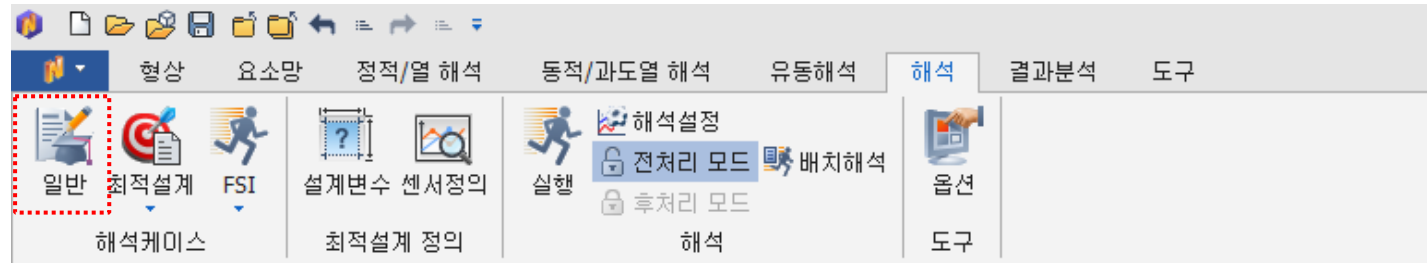 형상 요소망 정적/열 해석 동적/과도열 해석 유동해석 해석 결과분석 도구
일반 최적설계 FSI
해석케이스
설계변수 센서정의
최적설계 정의
실행
해석설정
전처리 모드 배치해석
후처리 모드
해석
옵션
도구